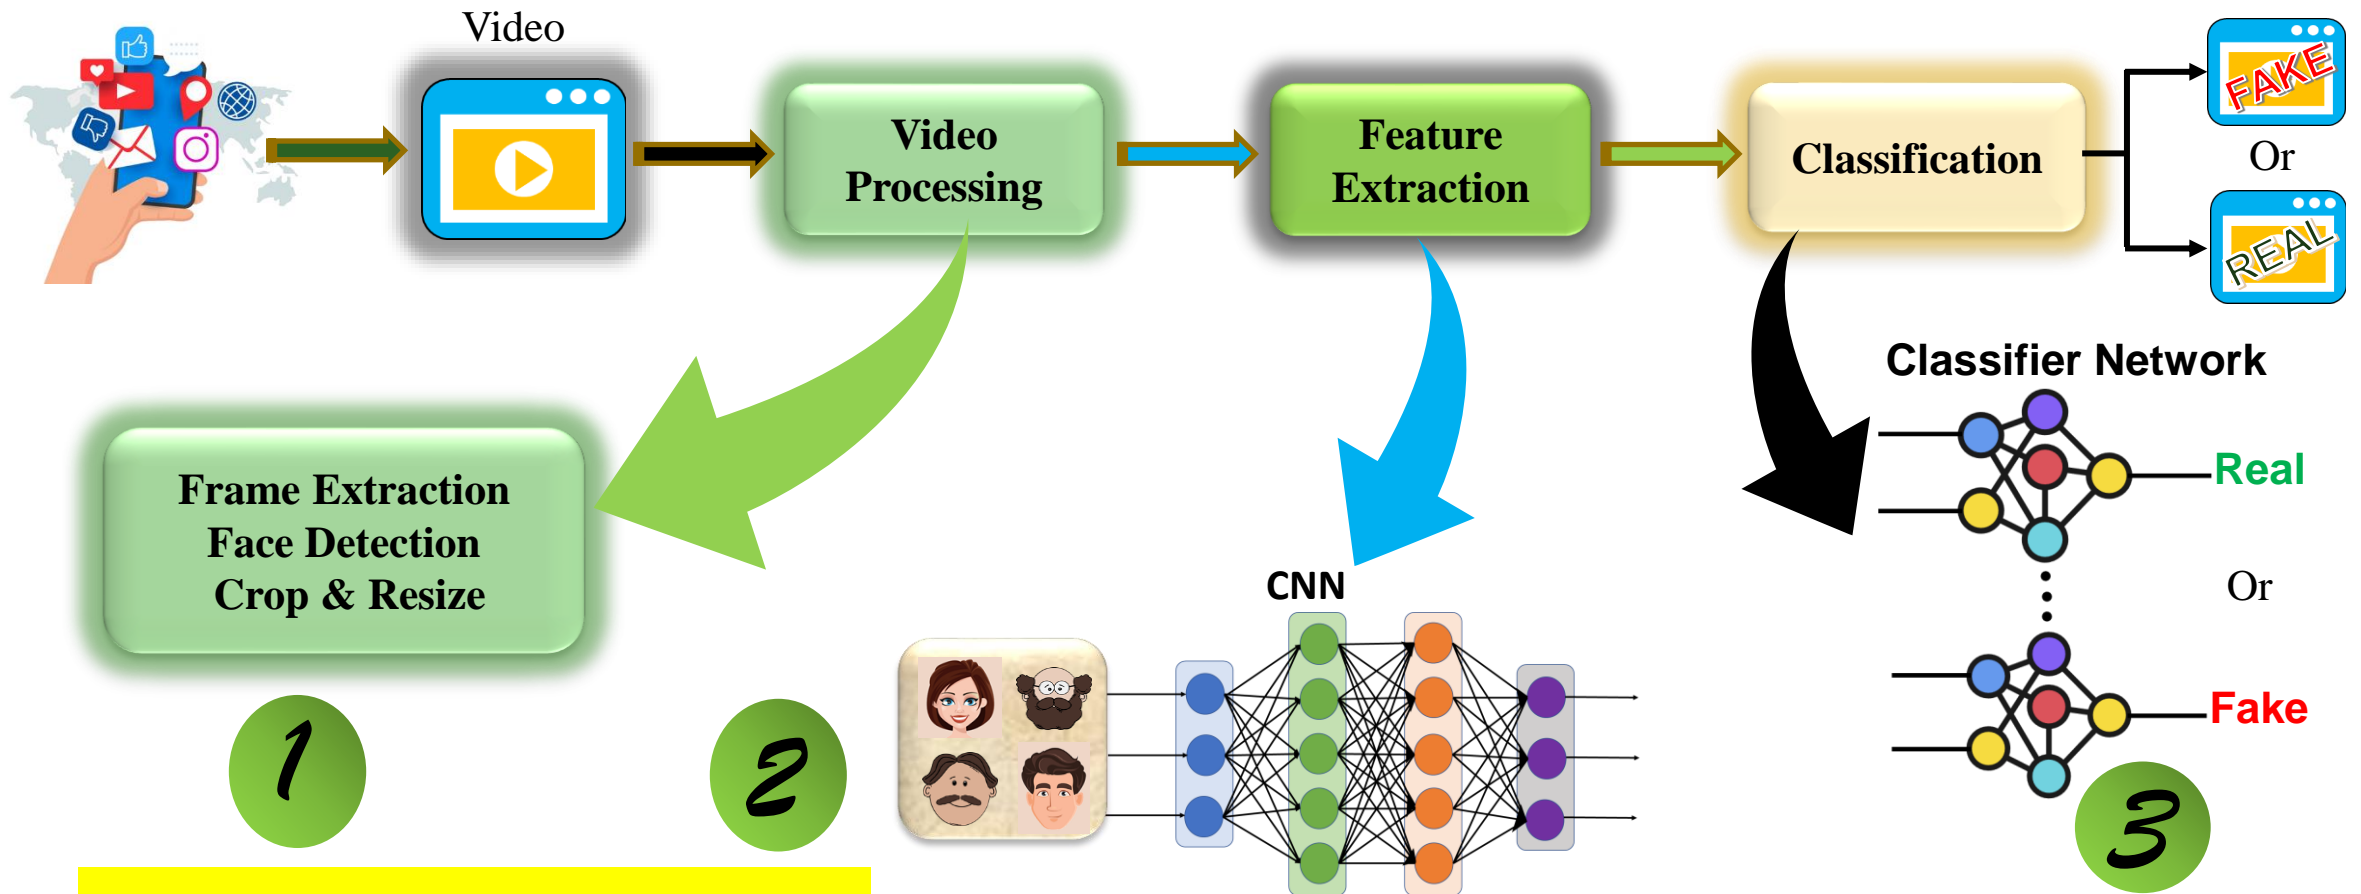 Video
Video
Processing
Feature
Extraction
Classification
FAKE
Or
REAL
Frame Extraction
Face Detection
Crop & Resize
CNN
Classifier Network
Real
Or
Fake
1
2
3